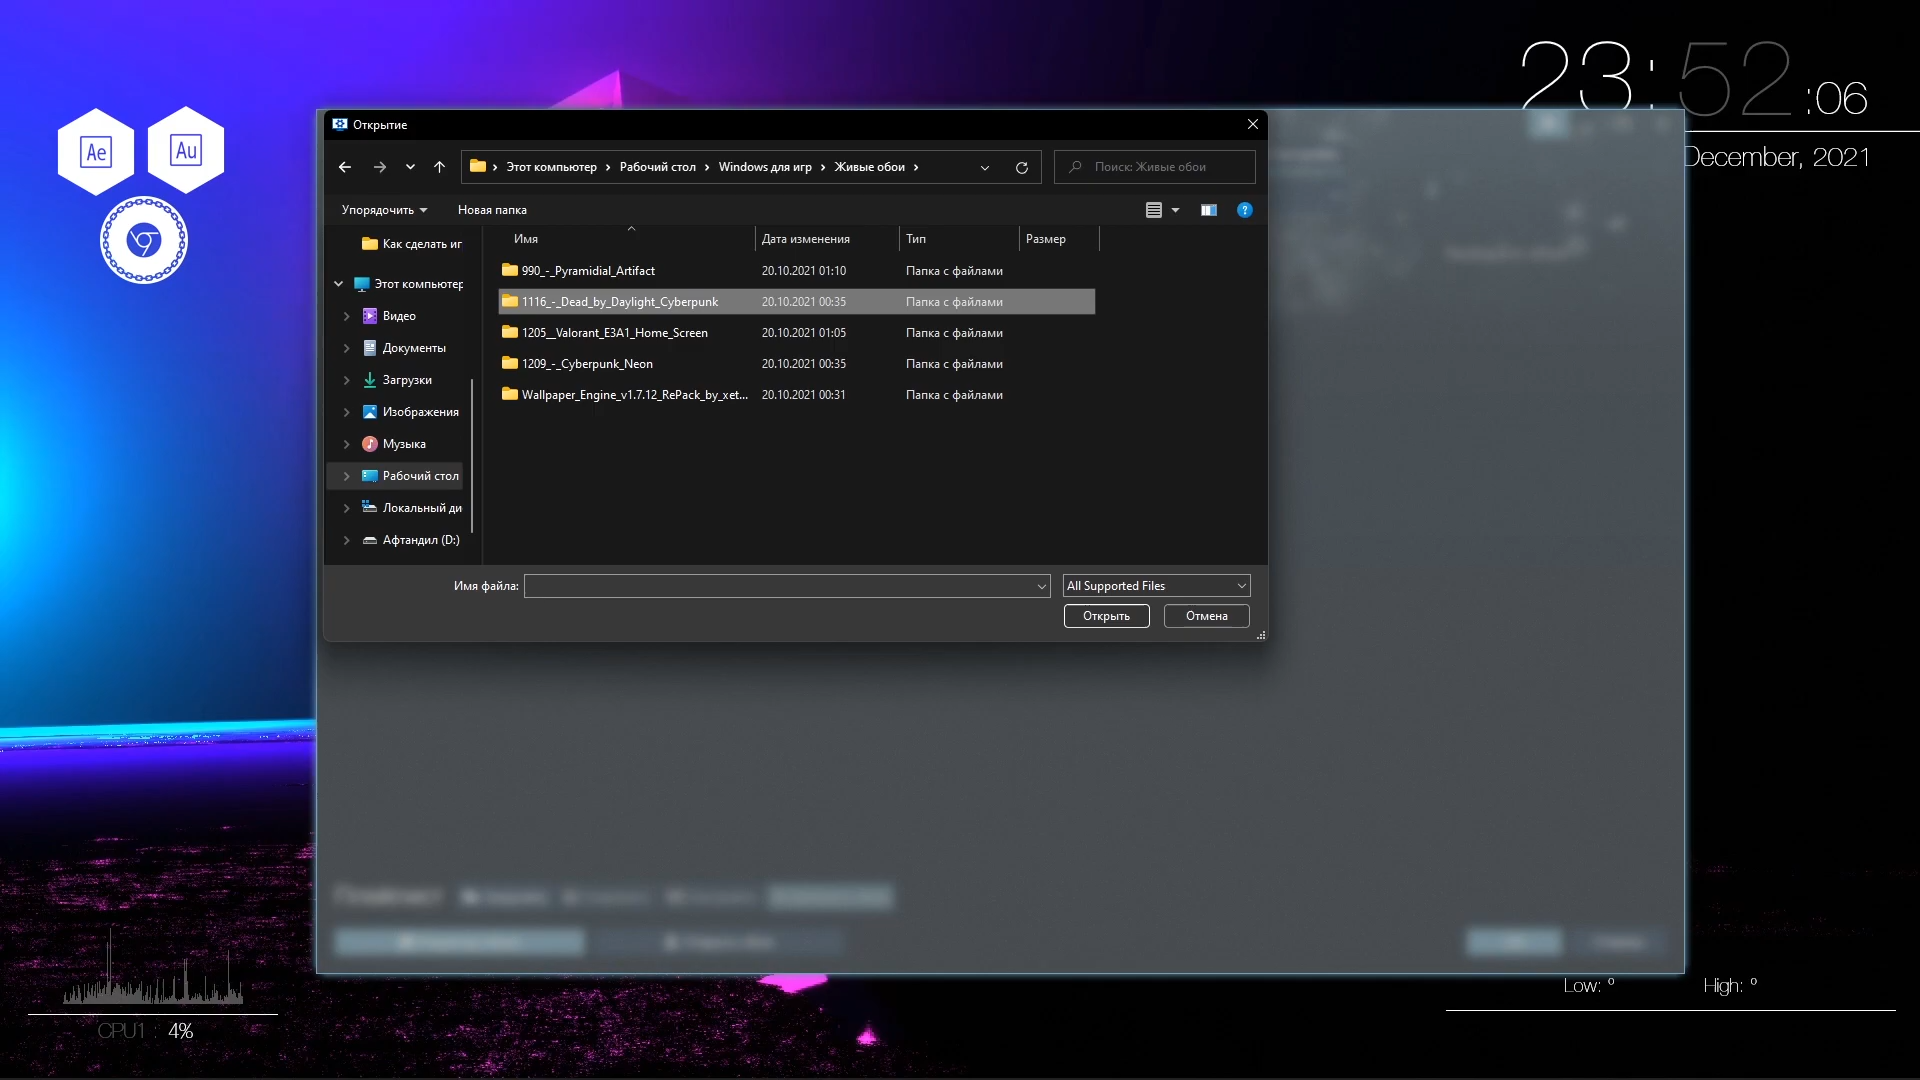 23:52:06
December, 2021
Ae
Au
Открытие
Этот компьютер > Рабочий стол > Windows для игр > Живые обои >
Поиск: Живые обои
Упорядочить
Новая папка
?
Имя Дата изменения Тип Размер
Как сделать иг
Этот компьютер
Видео
Документы
Загрузки
Изображения
Музыка
Рабочий стол
Локальный ди
Афтандил (D:)
990_-_Pyramidial_Artifact 20.10.2021 01:10 Папка с файлами
1116_-_Dead_by_Daylight_Cyberpunk 20.10.2021 00:35 Папка с файлами
1205__Valorant_E3A1_Home_Screen 20.10.2021 01:05 Папка с файлами
1209_-_Cyberpunk_Neon 20.10.2021 00:35 Папка с файлами
Wallpaper_Engine_v1.7.12_RePack_by_xet... 20.10.2021 00:31 Папка с файлами
Имя файла:
All Supported Files
Открыть
Отмена
Low: º
High: º
CPU1 : 4%